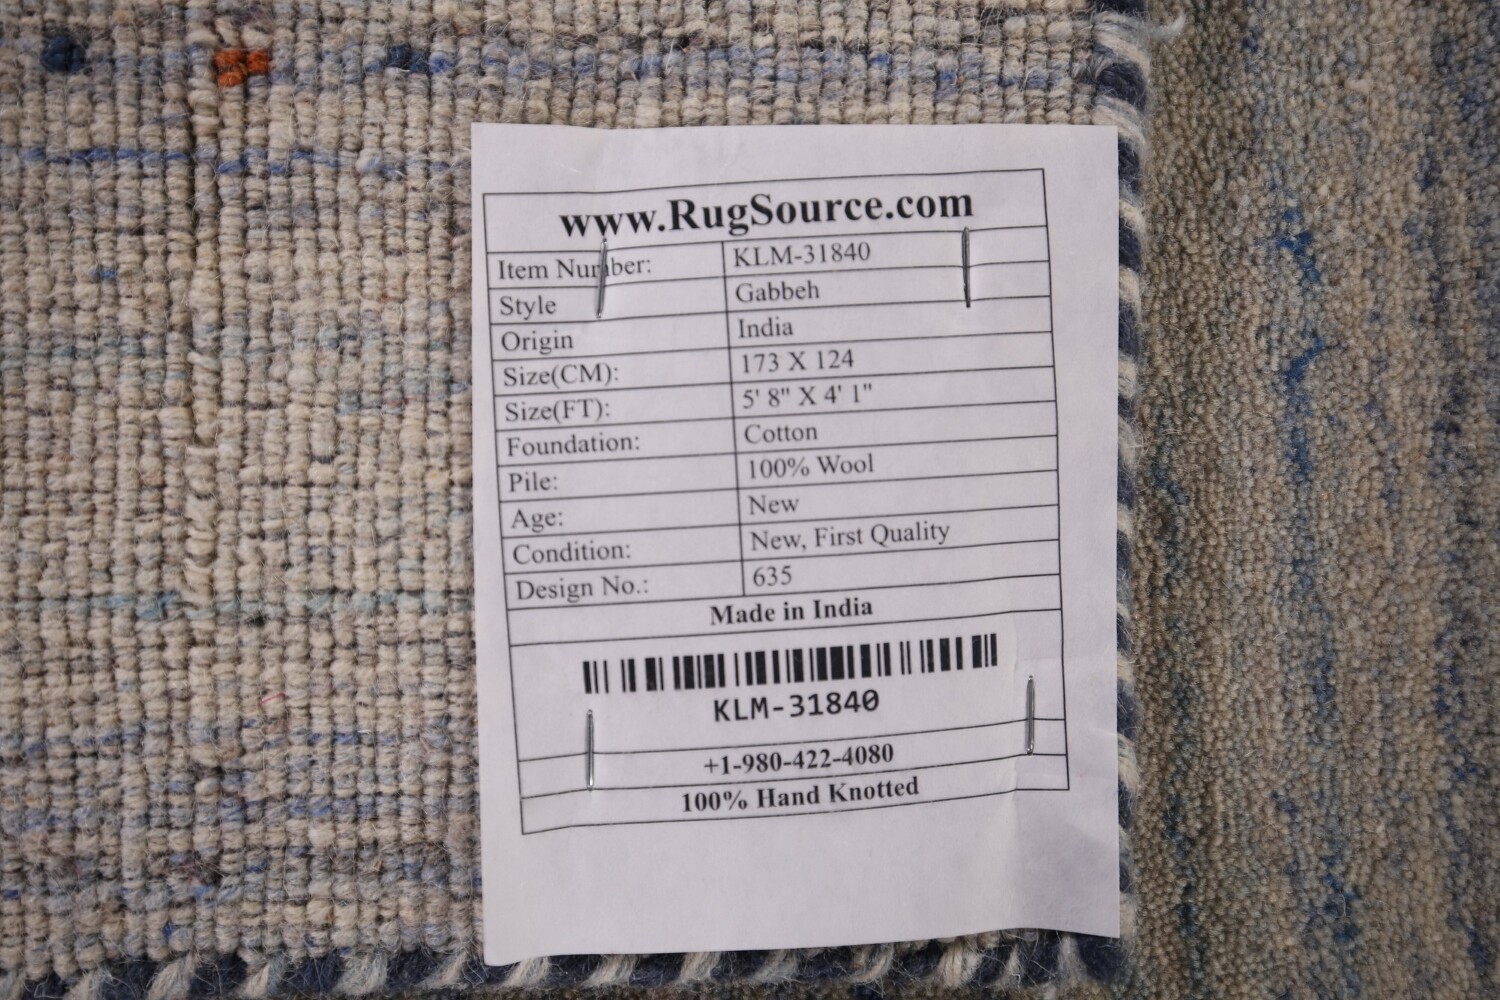 www.RugSource.com
Item Number: KLM-31840
Style Gabbeh
Origin India
Size(CM): 173 X 124
Size(FT): 5' 8" X 4' 1"
Foundation: Cotton
Pile: 100% Wool
Age: New
Condition: New, First Quality
Design No.: 635
Made in India
KLM-31840
+1-980-422-4080
100% Hand Knotted